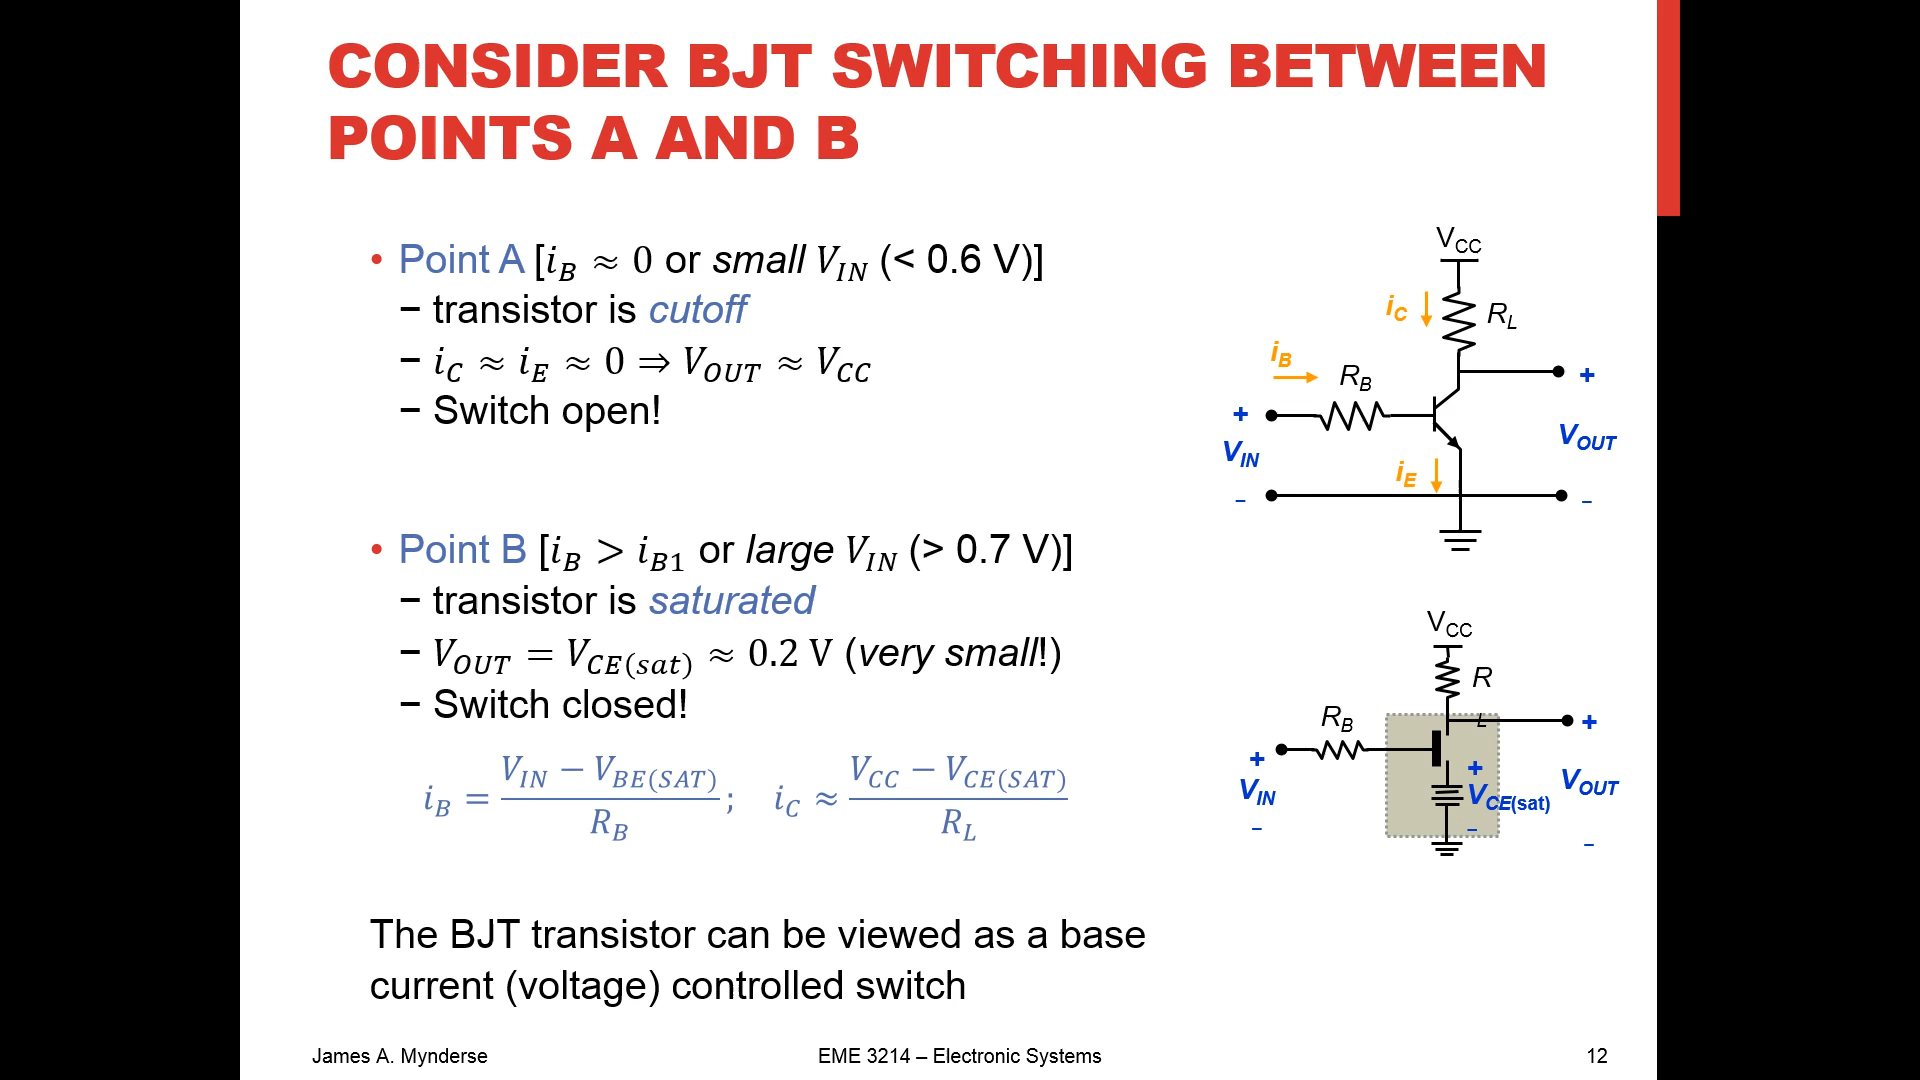 CONSIDER BJT SWITCHING BETWEEN
POINTS A AND B
• Point A [i_B ≈ 0 or small V_IN (< 0.6 V)]
− transistor is cutoff
− i_C ≈ i_E ≈ 0 ⇒ V_OUT ≈ V_CC
− Switch open!
• Point B [i_B > i_B1 or large V_IN (> 0.7 V)]
− transistor is saturated
− V_OUT = V_CE(sat) ≈ 0.2 V (very small!)
− Switch closed!
i_B = (V_IN − V_BE(SAT)) / R_B ; i_C ≈ (V_CC − V_CE(SAT)) / R_L
The BJT transistor can be viewed as a base
current (voltage) controlled switch
V_CC
i_C
R_L
i_B
R_B
+
+
V_IN
V_OUT
i_E
–
–
V_CC
R
L
R_B
+
+
V_IN
+
V_CE(sat)
V_OUT
–
–
–
James A. Mynderse
EME 3214 – Electronic Systems
12